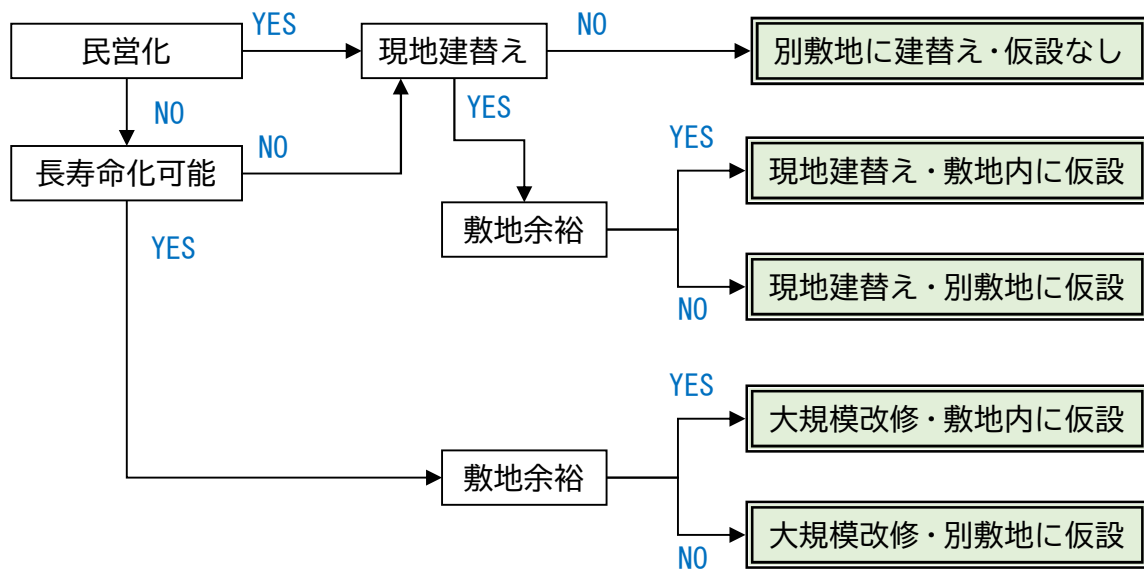 民営化
YES
現地建替え
NO
別敷地に建替え・仮設なし
NO
YES
長寿命化可能
NO
YES
現地建替え・敷地内に仮設
敷地余裕
YES
現地建替え・別敷地に仮設
NO
YES
大規模改修・敷地内に仮設
敷地余裕
大規模改修・別敷地に仮設
NO